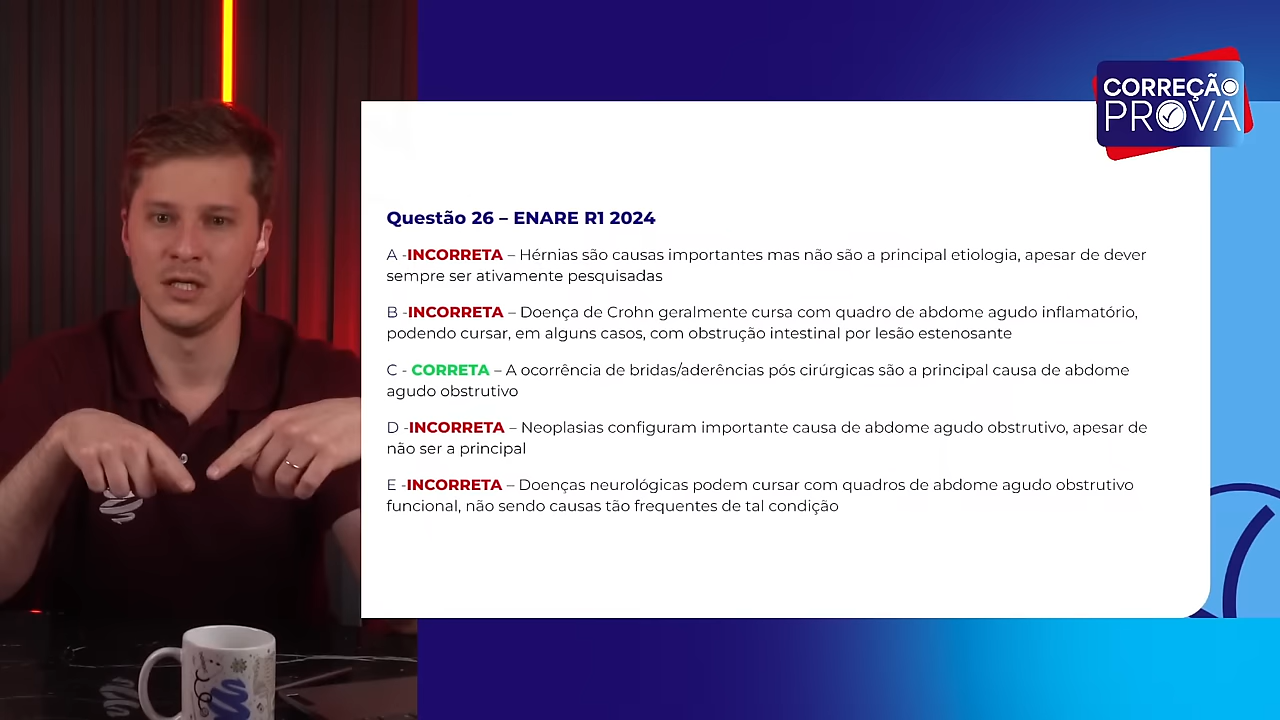 CORREÇÃO
PROVA
Questão 26 – ENARE R1 2024
A -INCORRETA – Hérnias são causas importantes mas não são a principal etiologia, apesar de dever
sempre ser ativamente pesquisadas
B -INCORRETA – Doença de Crohn geralmente cursa com quadro de abdome agudo inflamatório,
podendo cursar, em alguns casos, com obstrução intestinal por lesão estenosante
C - CORRETA – A ocorrência de bridas/aderências pós cirúrgicas são a principal causa de abdome
agudo obstrutivo
D -INCORRETA – Neoplasias configuram importante causa de abdome agudo obstrutivo, apesar de
não ser a principal
E -INCORRETA – Doenças neurológicas podem cursar com quadros de abdome agudo obstrutivo
funcional, não sendo causas tão frequentes de tal condição